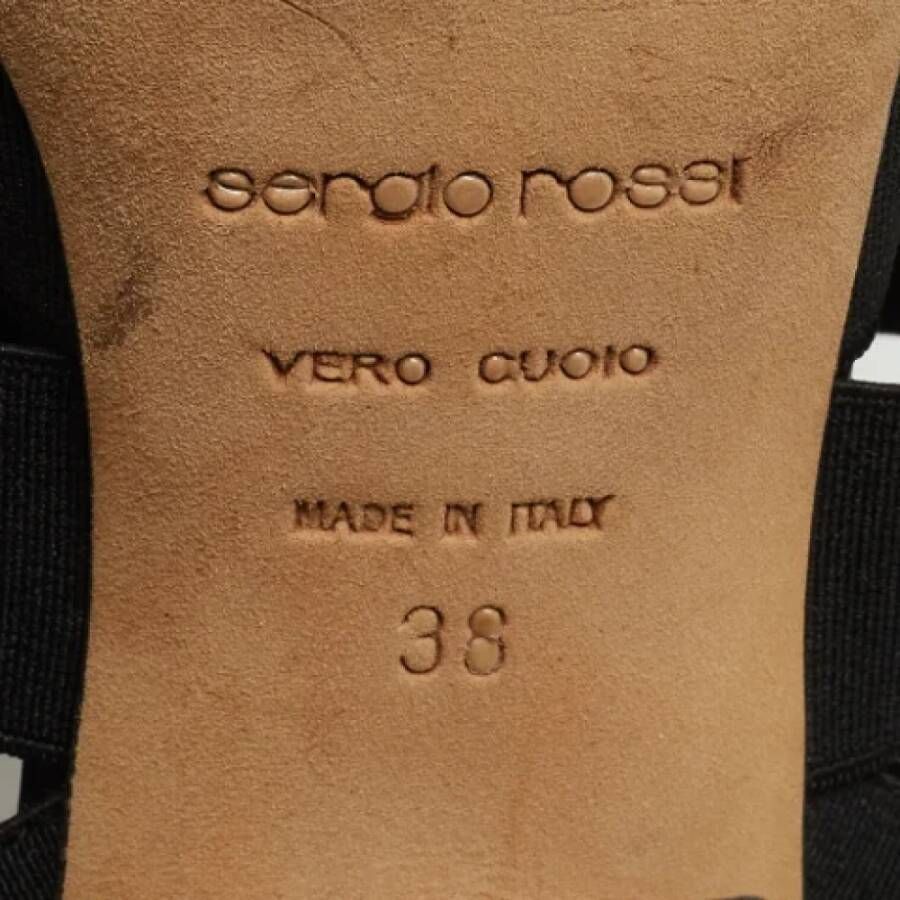 sergio rossi
VERO CUOIO
MADE IN ITALY
38